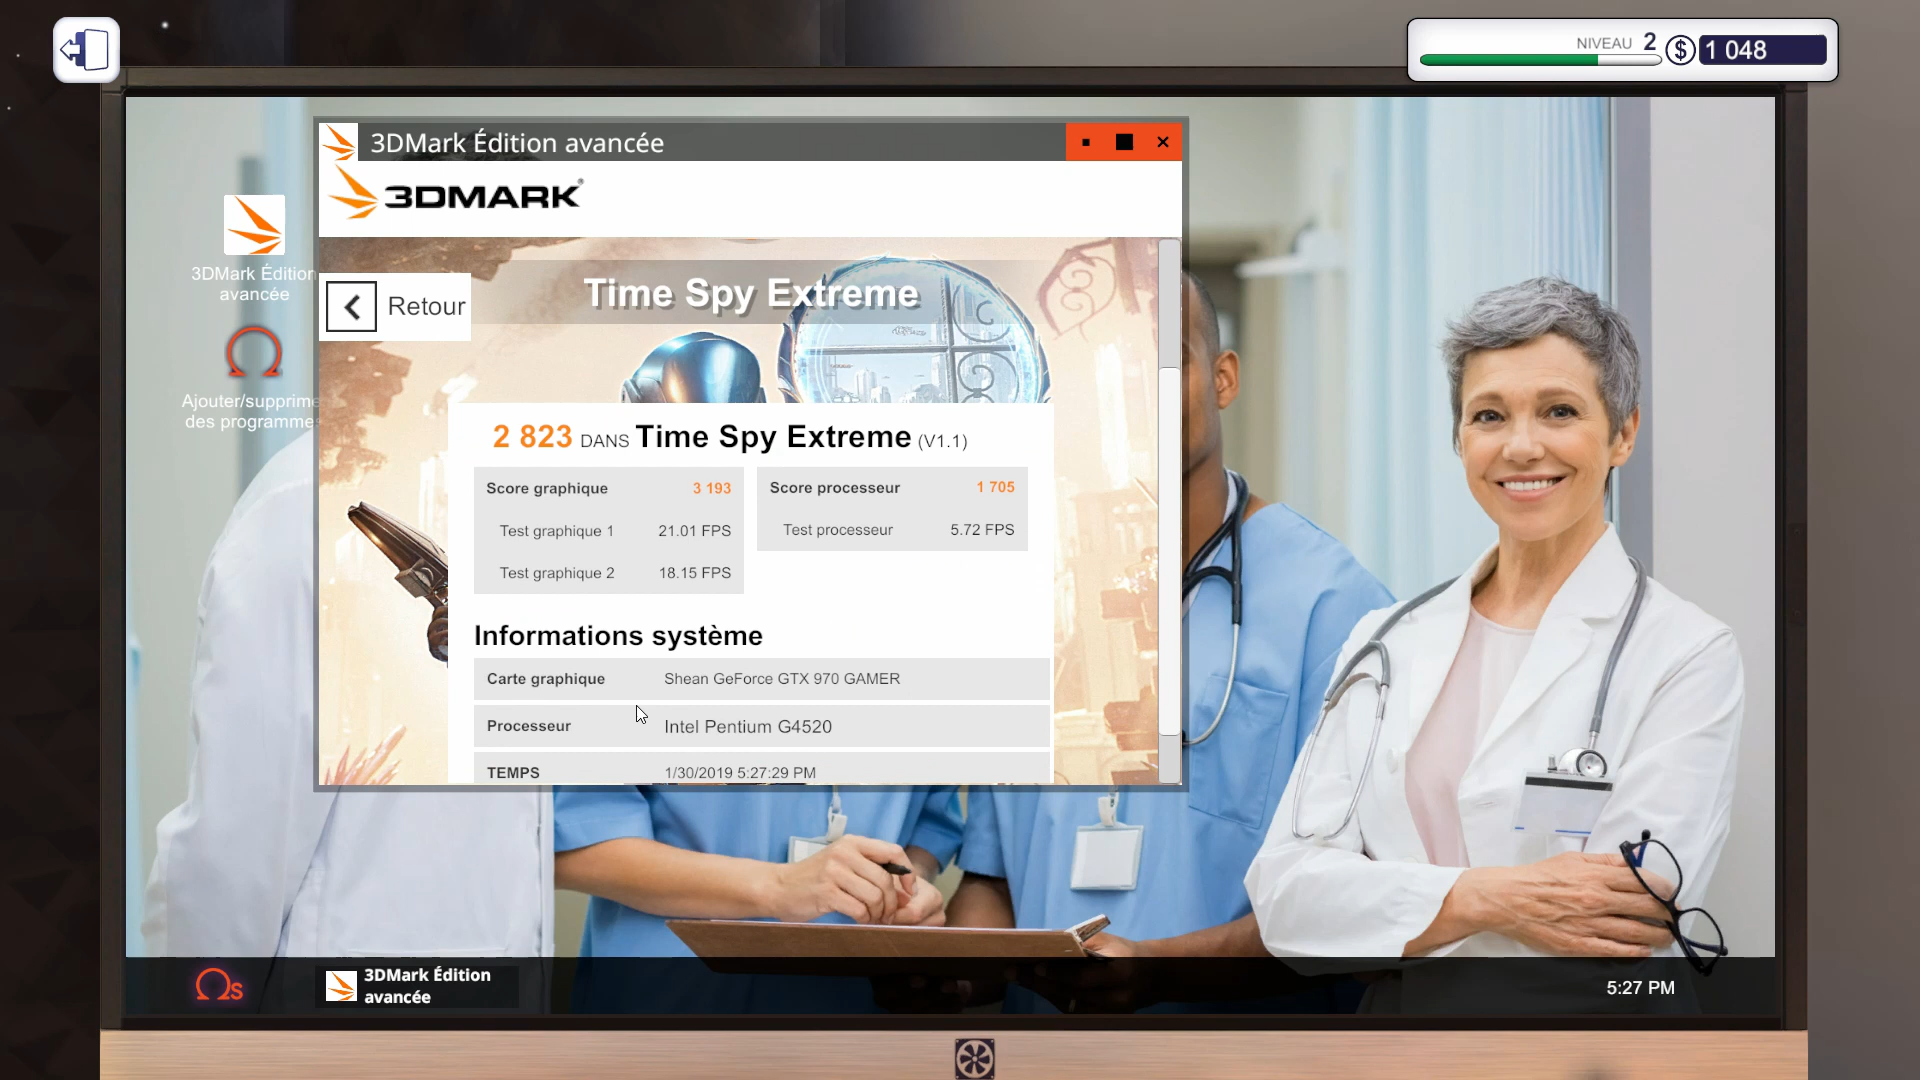 NIVEAU 2
$ 1 048
3DMark Édition avancée
3DMARK
3DMark Édition
avancée
Retour
Time Spy Extreme
Ajouter/supprime
des programme
2 823 DANS Time Spy Extreme (V1.1)
Score graphique 3 193
Test graphique 1 21.01 FPS
Test graphique 2 18.15 FPS
Score processeur 1 705
Test processeur 5.72 FPS
Informations système
Carte graphique Shean GeForce GTX 970 GAMER
Processeur Intel Pentium G4520
TEMPS 1/30/2019 5:27:29 PM
Ωs
3DMark Édition
avancée
5:27 PM